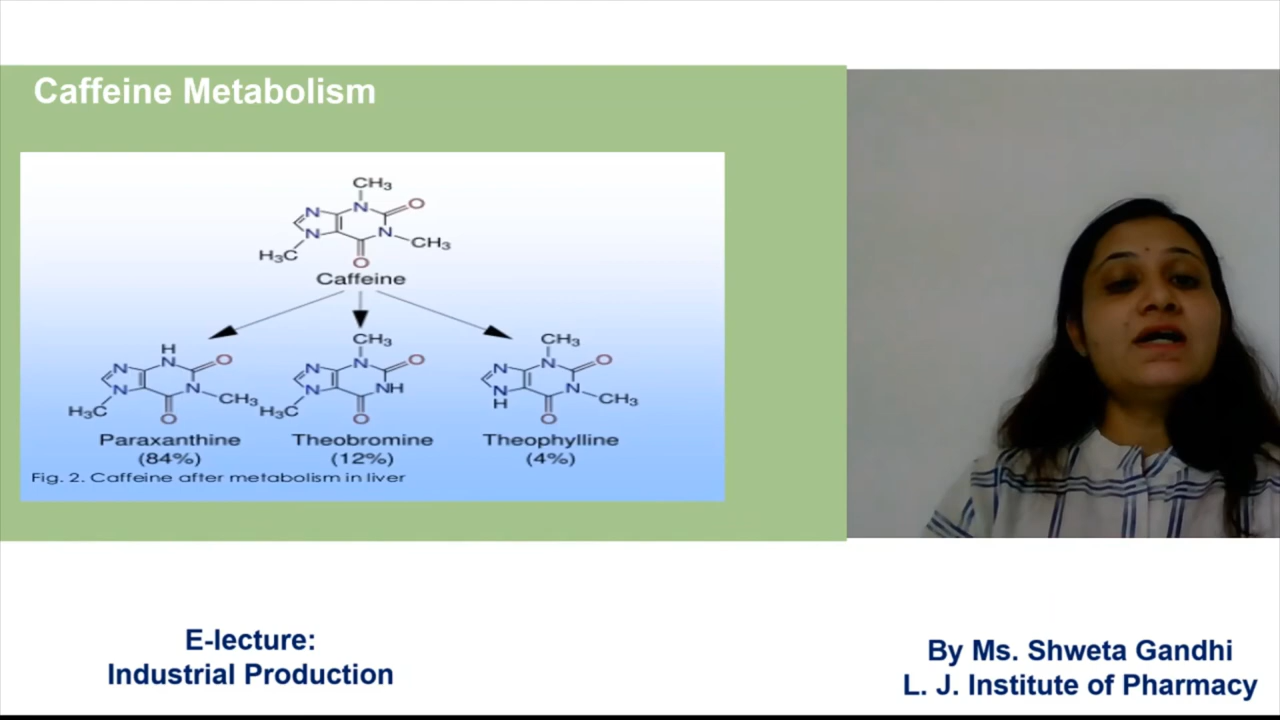 Caffeine Metabolism
CH₃
N
N
O
N
N
H₃C
CH₃
O
Caffeine
H
N
N
O
N
N
H₃C
CH₃
O
Paraxanthine
(84%)
CH₃
N
N
O
N
NH
H₃C
O
Theobromine
(12%)
CH₃
N
N
O
N
H
N
CH₃
O
Theophylline
(4%)
Fig. 2. Caffeine after metabolism in liver
E-lecture:
Industrial Production
By Ms. Shweta Gandhi
L. J. Institute of Pharmacy